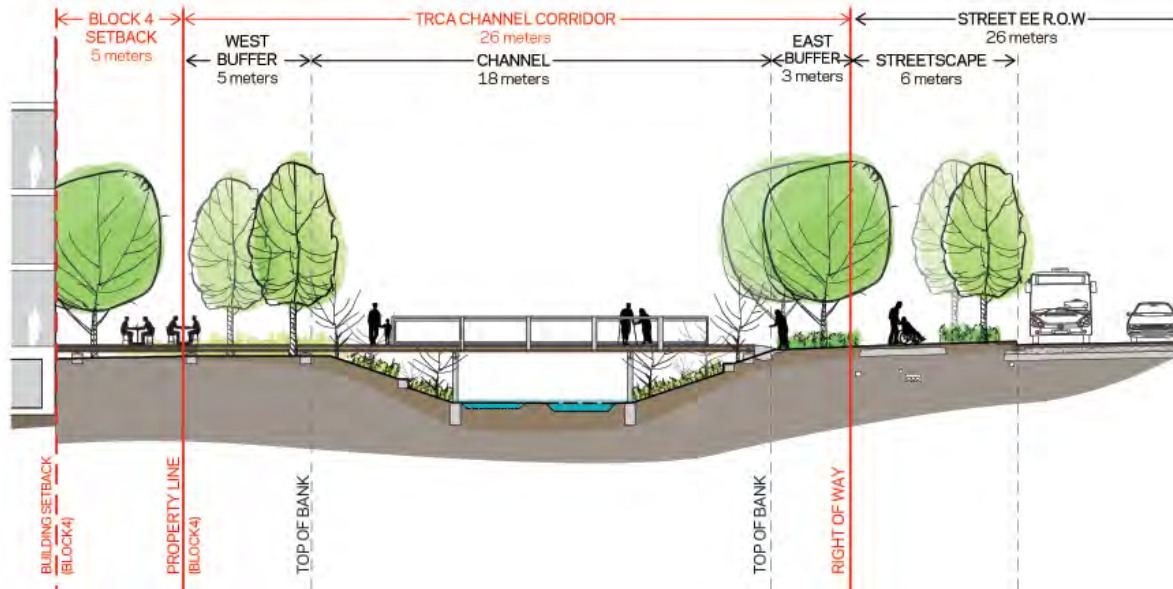 BLOCK 4
SETBACK
5 meters
TRCA CHANNEL CORRIDOR
26 meters
STREET EE R.O.W
26 meters
WEST
BUFFER
5 meters
CHANNEL
18 meters
EAST
BUFFER
3 meters
STREETSCAPE
6 meters
BUILDING SETBACK
(BLOCK4)
PROPERTY LINE
(BLOCK4)
TOP OF BANK
TOP OF BANK
RIGHT OF WAY